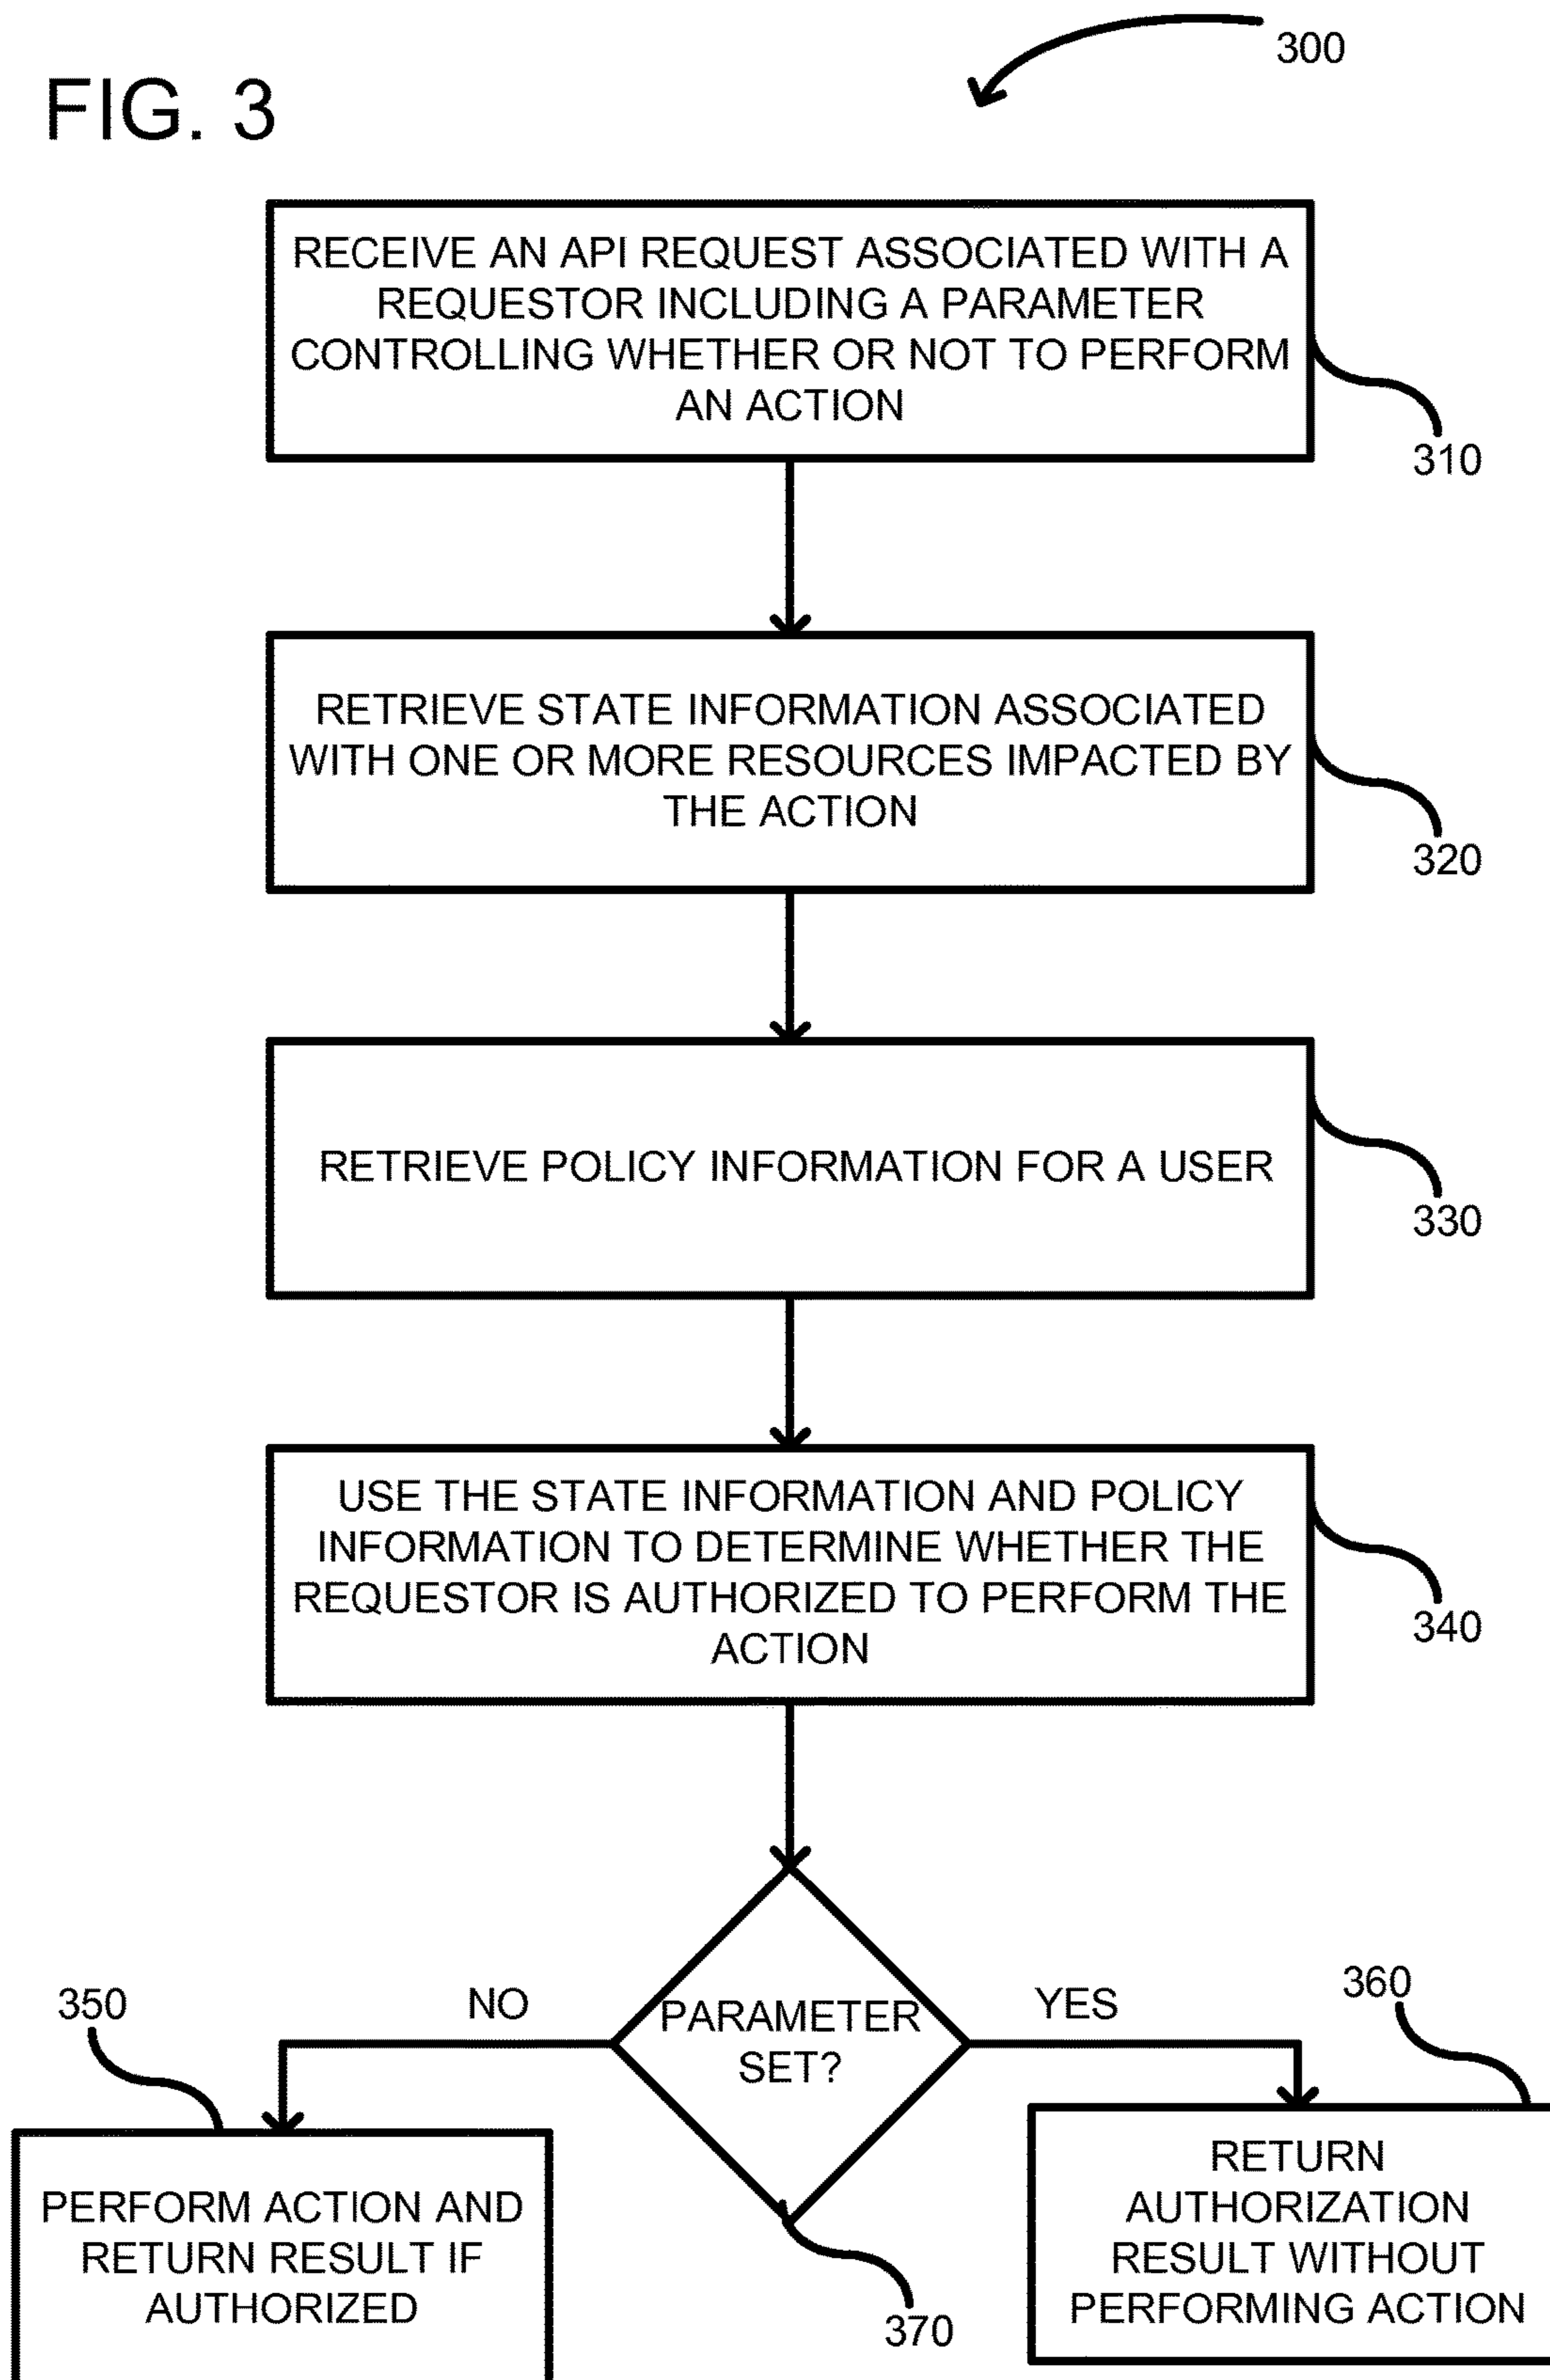 300
FIG. 3
RECEIVE AN API REQUEST ASSOCIATED WITH A
REQUESTOR INCLUDING A PARAMETER
CONTROLLING WHETHER OR NOT TO PERFORM
AN ACTION
310
RETRIEVE STATE INFORMATION ASSOCIATED
WITH ONE OR MORE RESOURCES IMPACTED BY
THE ACTION
320
RETRIEVE POLICY INFORMATION FOR A USER
330
USE THE STATE INFORMATION AND POLICY
INFORMATION TO DETERMINE WHETHER THE
REQUESTOR IS AUTHORIZED TO PERFORM THE
ACTION
340
PARAMETER
SET?
370
NO
350
PERFORM ACTION AND
RETURN RESULT IF
AUTHORIZED
YES
360
RETURN
AUTHORIZATION
RESULT WITHOUT
PERFORMING ACTION